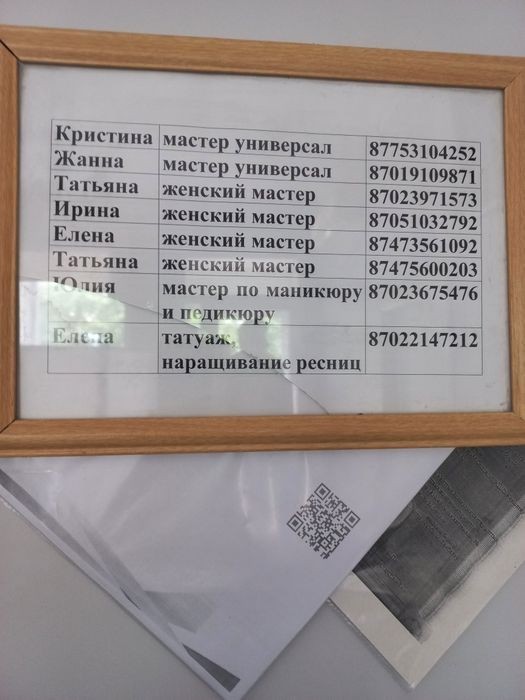 Кристина мастер универсал 87753104252
Жанна мастер универсал 87019109871
Татьяна женский мастер 87023971573
Ирина женский мастер 87051032792
Елена женский мастер 87473561092
Татьяна женский мастер 87475600203
Юлия мастер по маникюру 87023675476
и педикюру
Елена татуаж, 87022147212
наращивание ресниц